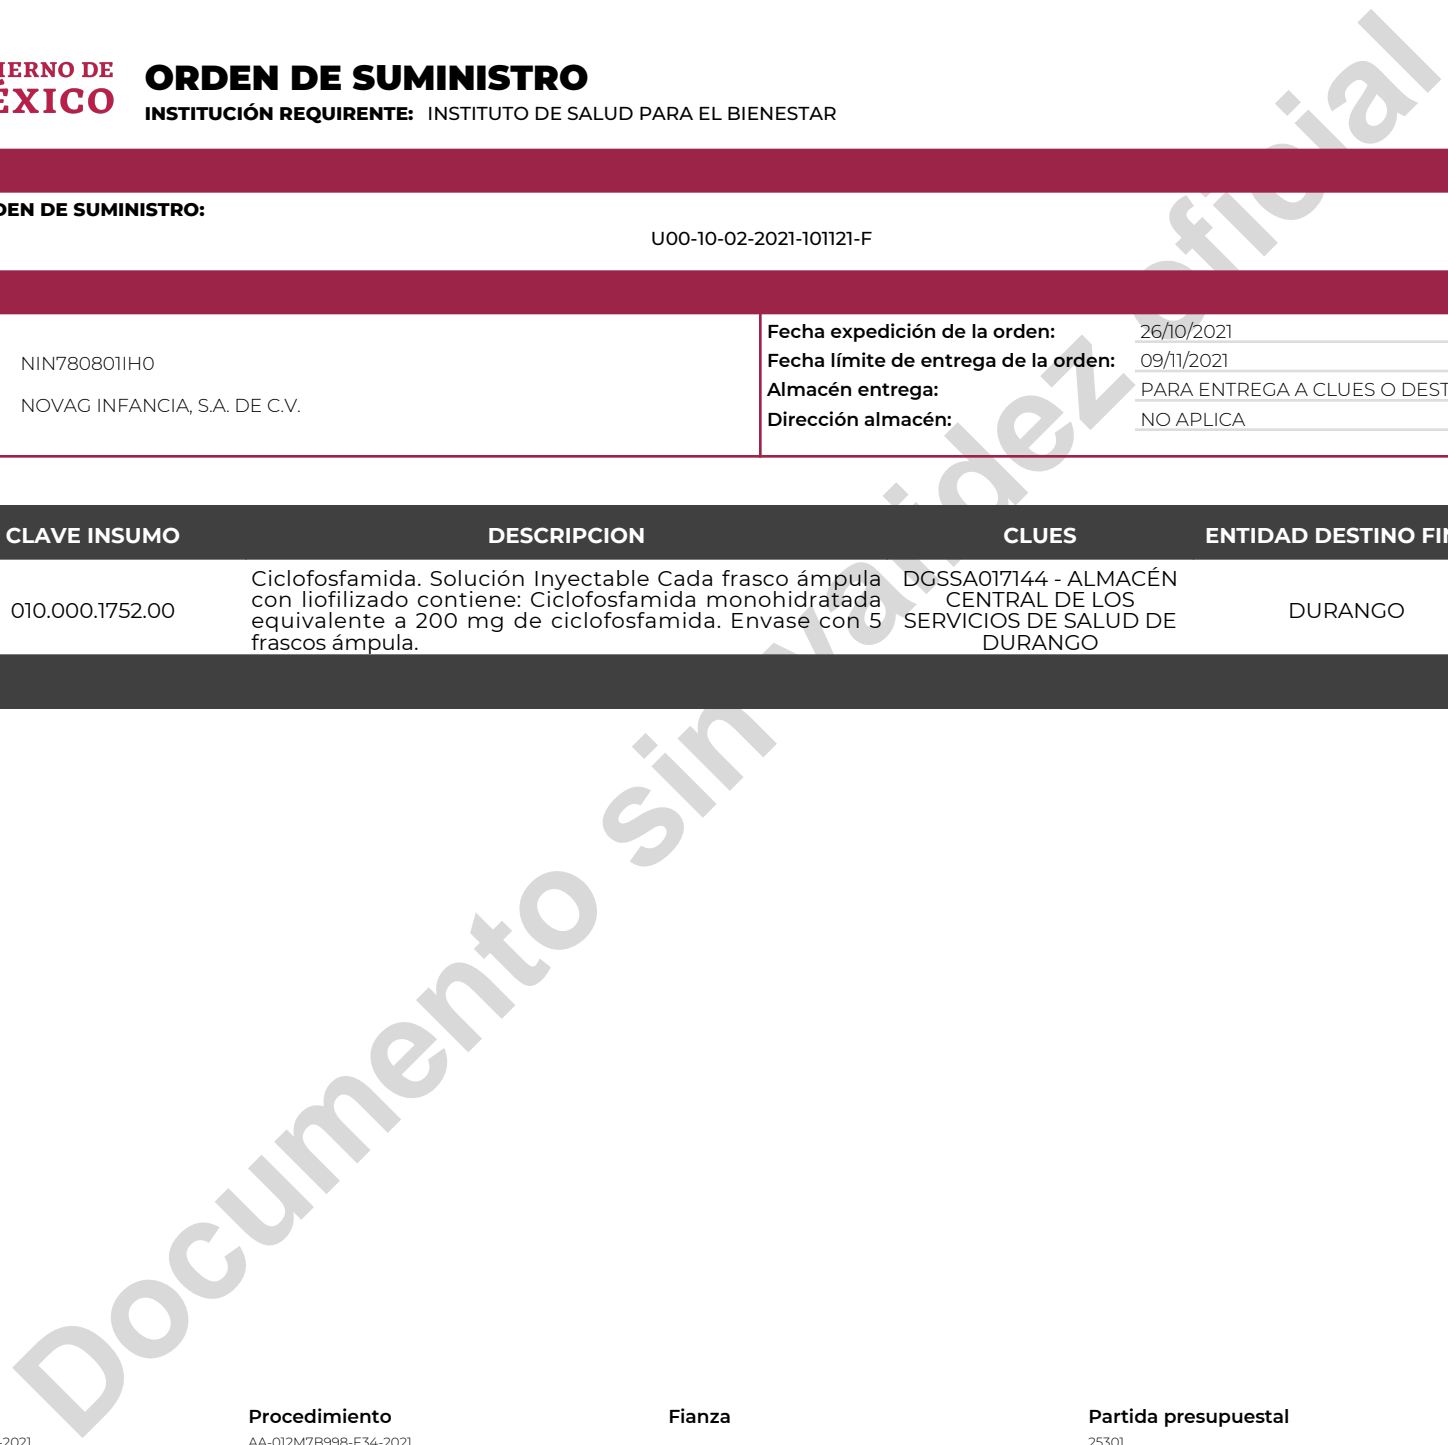 ORDEN DE SUMINISTRO
INSTITUCIÓN REQUIRENTE: INSTITUTO DE SALUD PARA EL BIENESTAR
DE SUMINISTRO:
U00-10-02-2021-101121-F
NIN780801IH0
NOVAG INFANCIA, S.A. DE C.V.
Fecha expedición de la orden: 26/10/2021
Fecha límite de entrega de la orden: 09/11/2021
Almacén entrega: PARA ENTREGA A CLUES O DEST
Dirección almacén: NO APLICA
CLAVE INSUMO DESCRIPCION CLUES ENTIDAD DESTINO
010.000.1752.00
Ciclofosfamida. Solución Inyectable Cada frasco ámpula
con liofilizado contiene: Ciclofosfamida monohidratada
equivalente a 200 mg de ciclofosfamida. Envase con 5
frascos ámpula.
DGSSA017144 - ALMACÉN
CENTRAL DE LOS
SERVICIOS DE SALUD DE
DURANGO
DURANGO
Documento sin validez oficial
Procedimiento Fianza Partida presupuestal
AA-012M7B998-E34-2021 25301